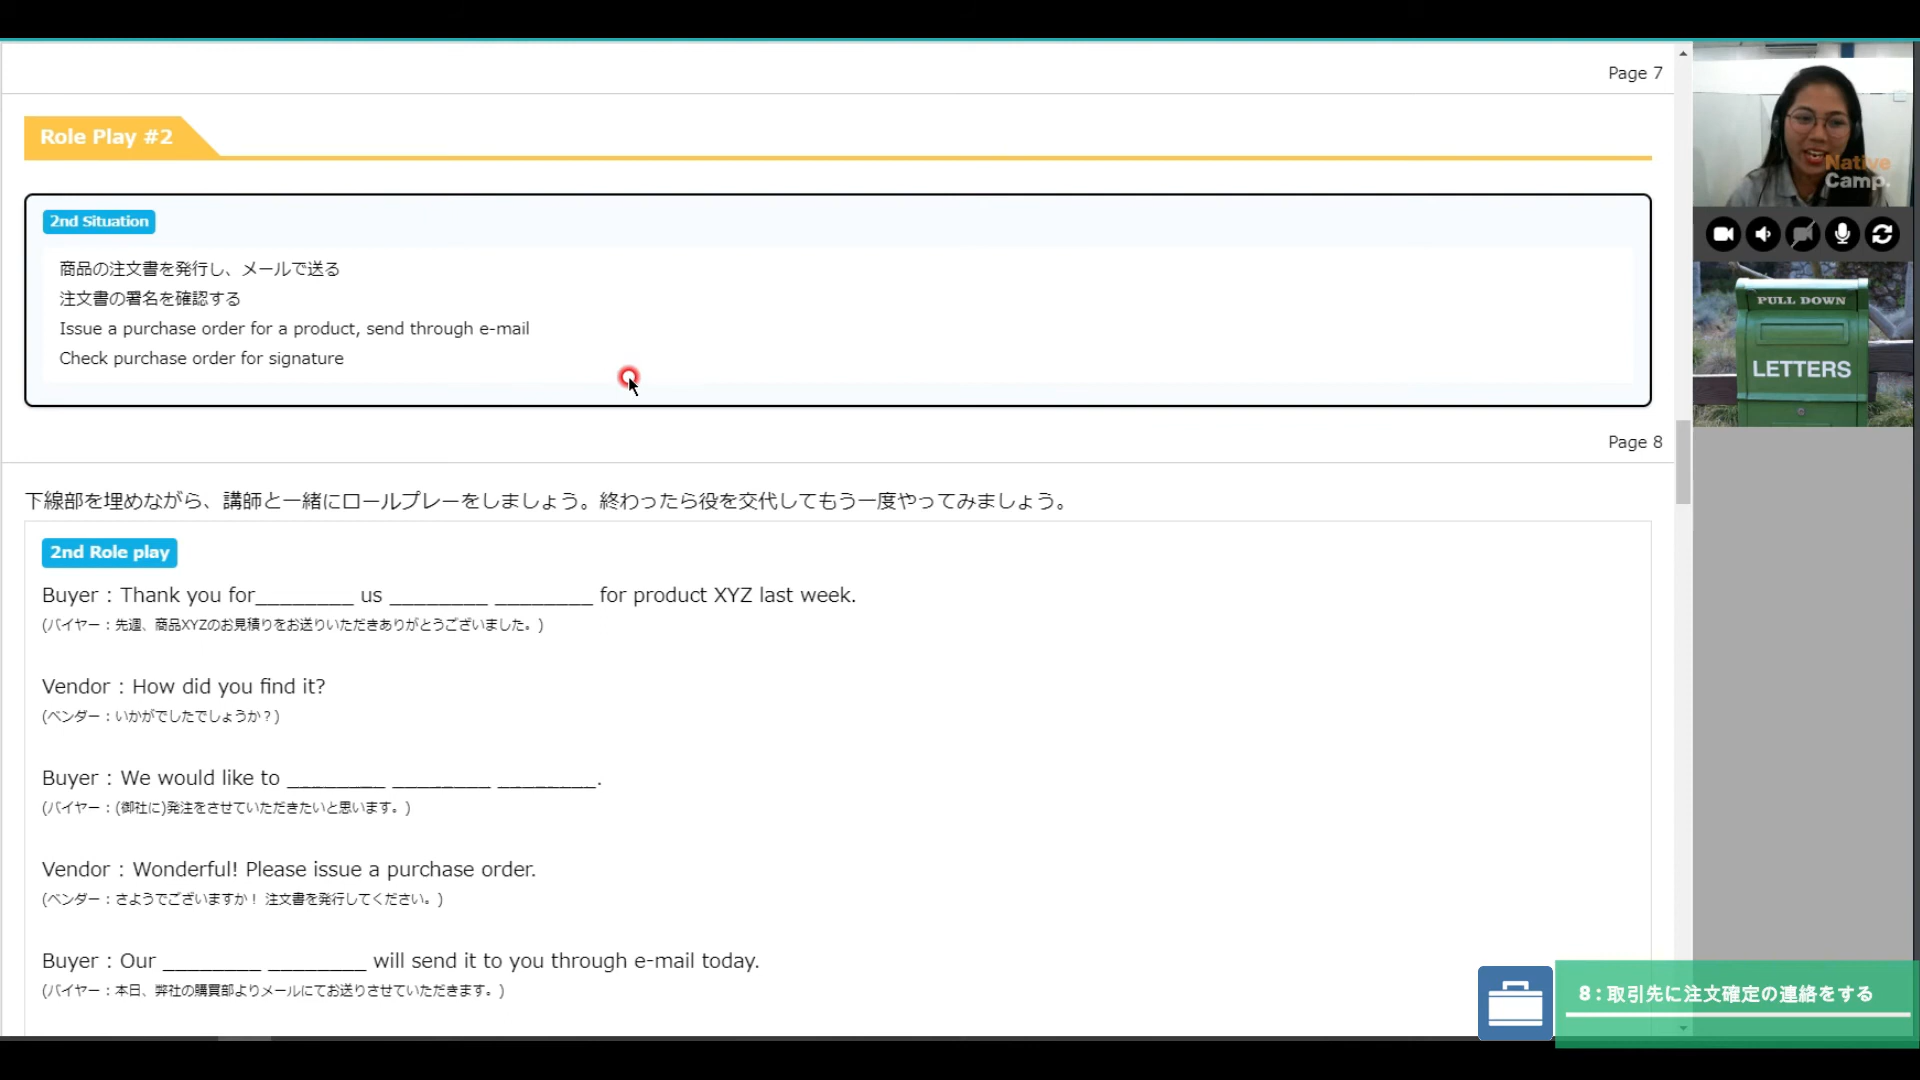 Page 7
Role Play #2
2nd Situation
商品の注文書を発行し、メールで送る
注文書の署名を確認する
Issue a purchase order for a product, send through e-mail
Check purchase order for signature
Page 8
下線部を埋めながら、講師と一緒にロールプレーをしましょう。終わったら役を交代してもう一度やってみましょう。
2nd Role play
Buyer : Thank you for________ us ________ ________ for product XYZ last week.
(バイヤー : 先週、商品XYZのお見積りをお送りいただきありがとうございました。)
Vendor : How did you find it?
(ベンダー : いかがでしたでしょうか？)
Buyer : We would like to ________ ________ ________.
(バイヤー : (御社に)発注をさせていただきたいと思います。)
Vendor : Wonderful! Please issue a purchase order.
(ベンダー : さようでございますか！ 注文書を発行してください。)
Buyer : Our ________ ________ will send it to you through e-mail today.
(バイヤー : 本日、弊社の購買部よりメールにてお送りさせていただきます。)
Native
Camp.
PULL DOWN
LETTERS
8 : 取引先に注文確定の連絡をする